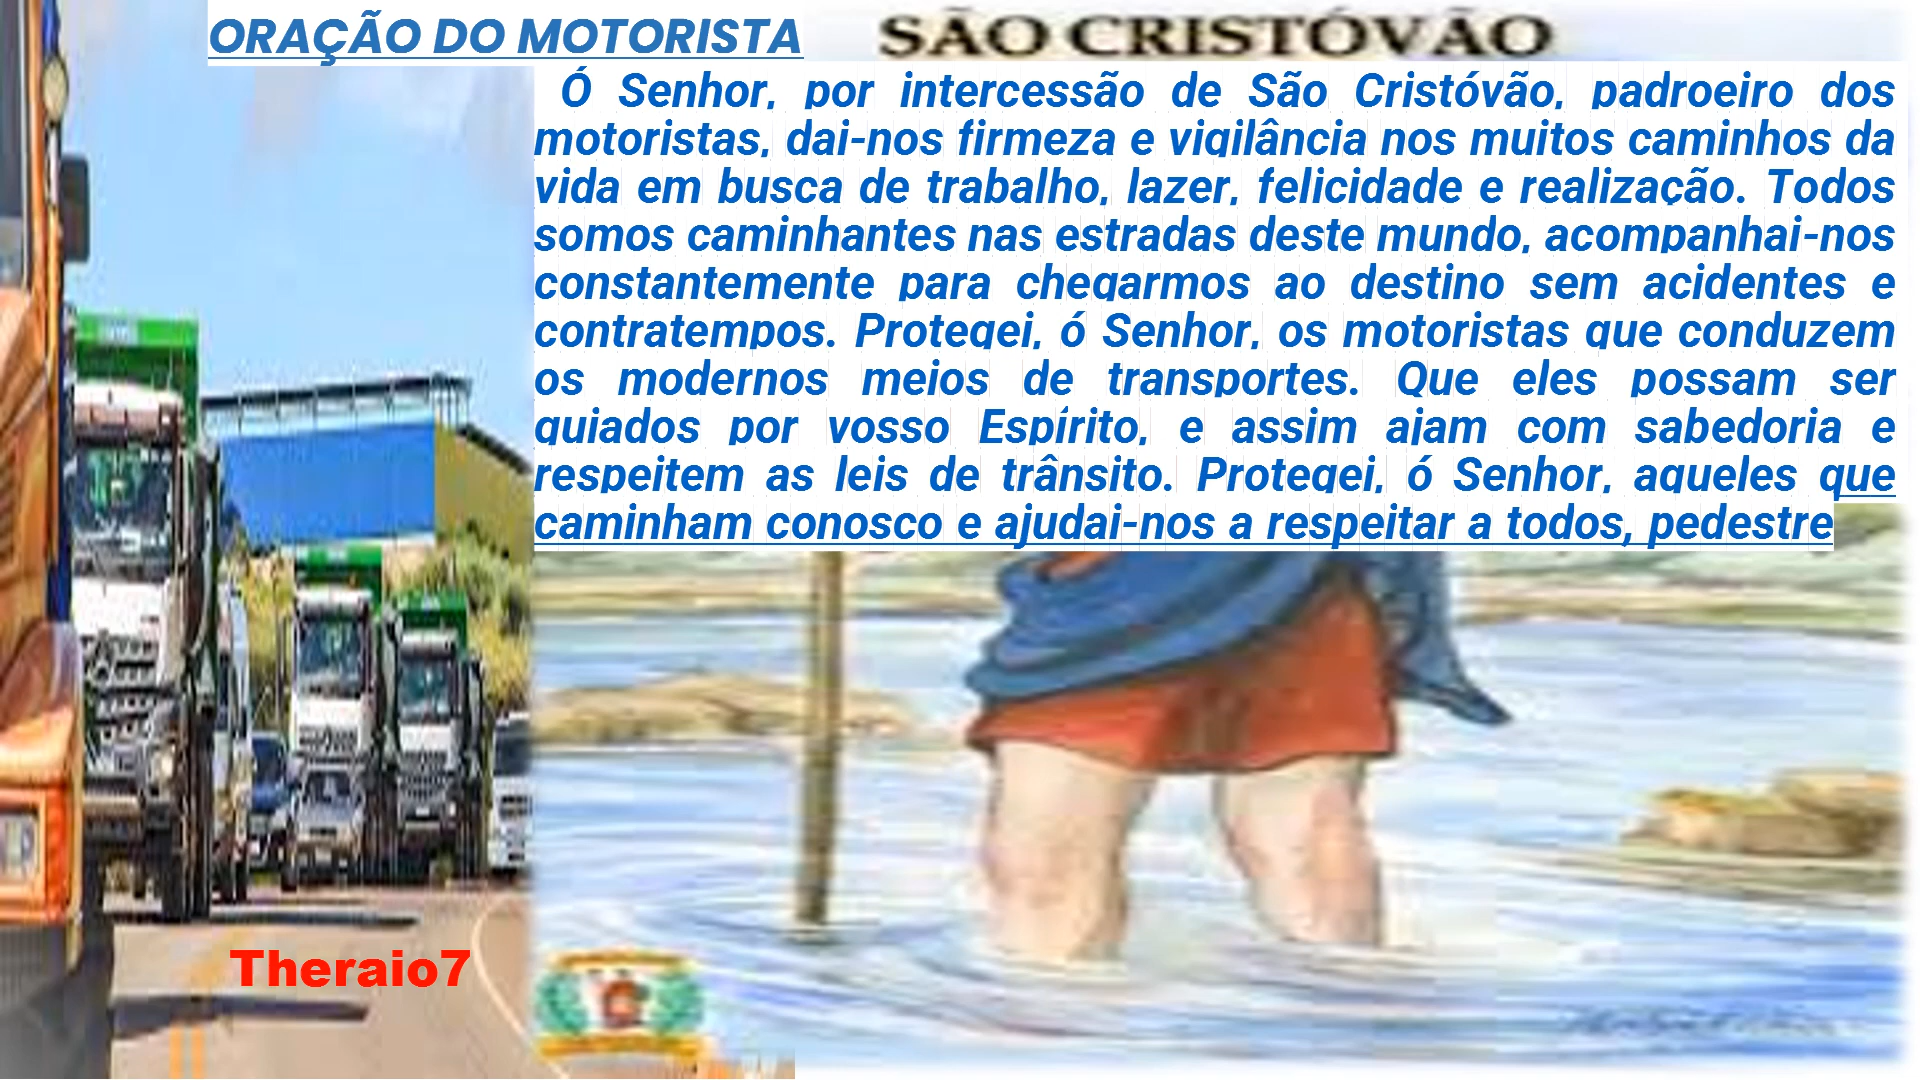 ORAÇÃO DO MOTORISTA
SÃO CRISTÓVÃO
Ó Senhor, por intercessão de São Cristóvão, padroeiro dos
motoristas, dai-nos firmeza e vigilância nos muitos caminhos da
vida em busca de trabalho, lazer, felicidade e realização. Todos
somos caminhantes nas estradas deste mundo, acompanhai-nos
constantemente para chegarmos ao destino sem acidentes e
contratempos. Protegei, ó Senhor, os motoristas que conduzem
os modernos meios de transportes. Que eles possam ser
guiados por vosso Espírito, e assim ajam com sabedoria e
respeitem as leis de trânsito. Protegei, ó Senhor, aqueles que
caminham conosco e ajudai-nos a respeitar a todos, pedestre
Theraio7